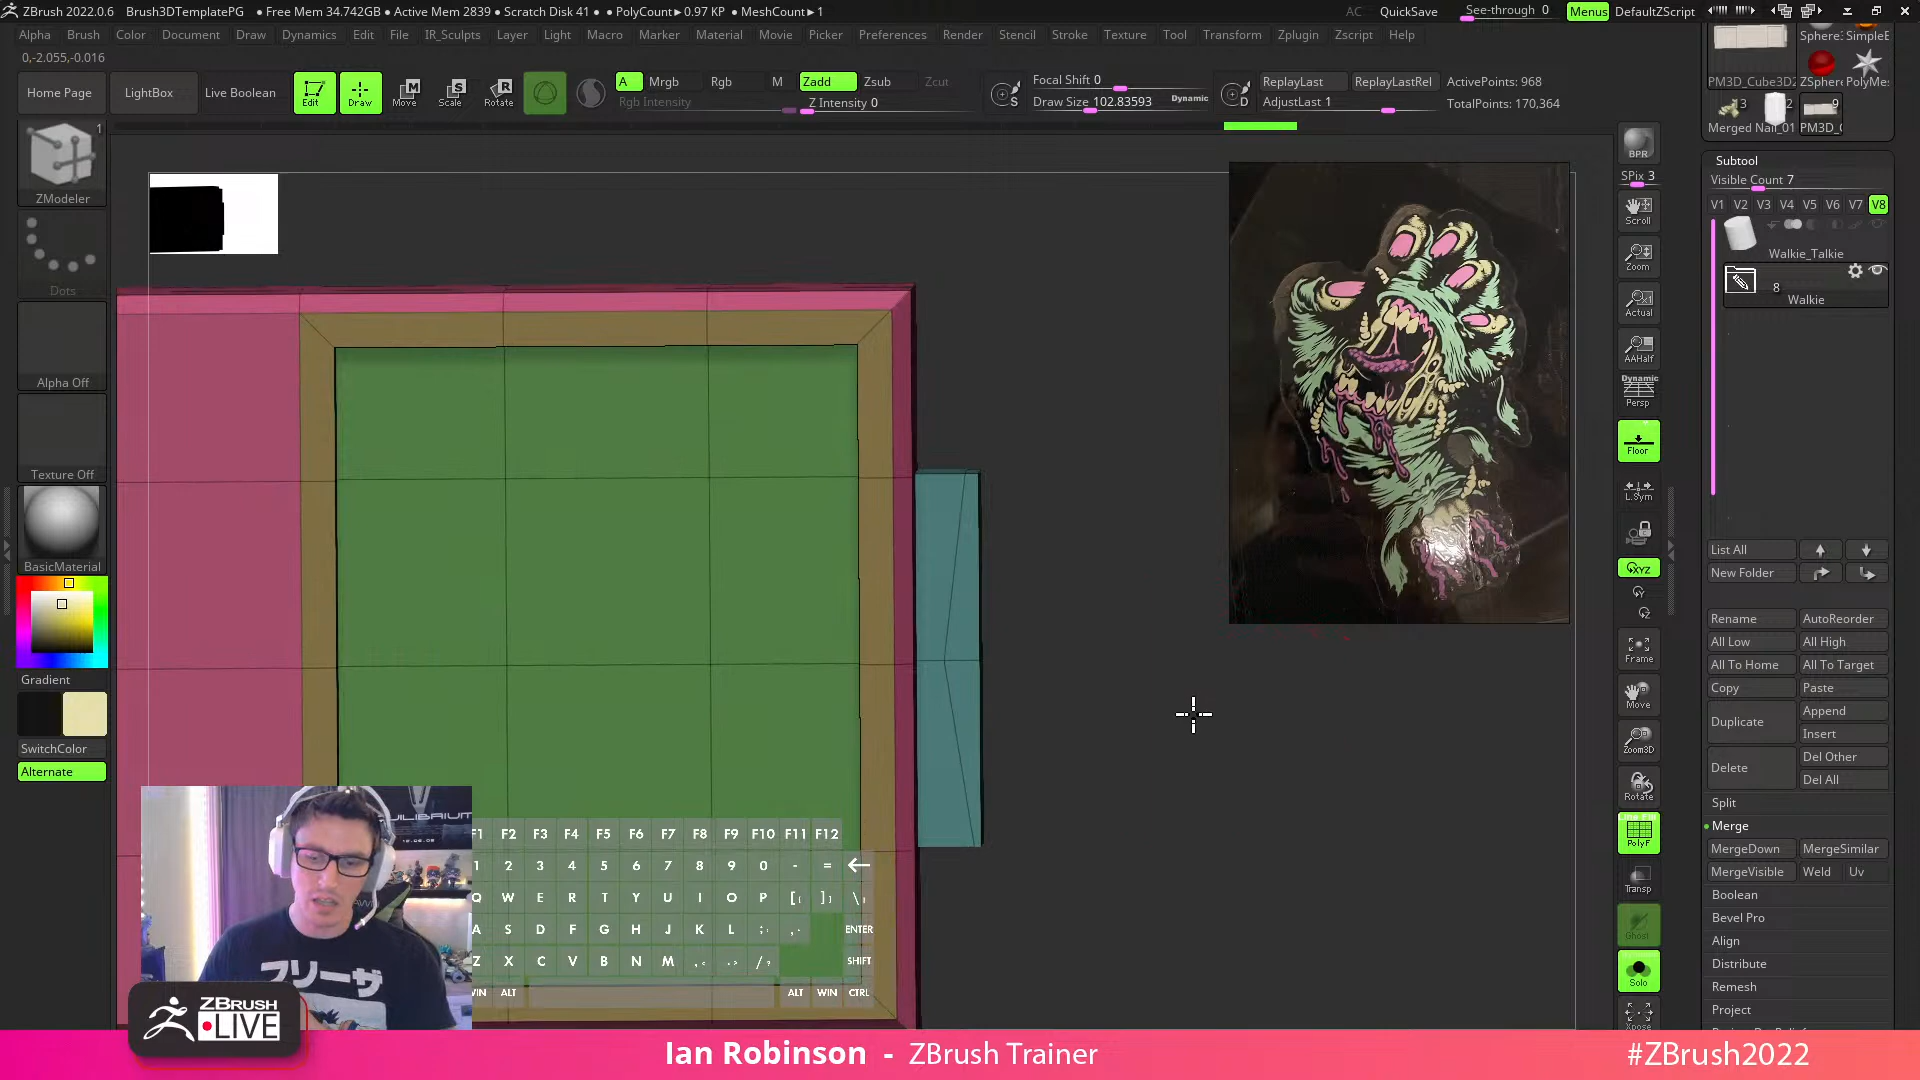 ZBrush 2022.0.6 Brush3DTemplatePG ● Free Mem 34.742GB ● Active Mem 2839 ● Scratch Disk 41 ● PolyCount►0.97 KP ● MeshCount►1
AC QuickSave See-through 0 Menus DefaultZScript
Alpha Brush Color Document Draw Dynamics Edit File IR_Sculpts Layer Light Macro Marker Material Movie Picker Preferences Render Stencil Stroke Texture Tool Transform Zplugin Zscript Help
0,-2.055,-0.016
Home Page LightBox Live Boolean
Edit Draw Move Scale Rotate
A Mrgb Rgb M Zadd Zsub Zcut
Rgb Intensity Z Intensity 0
S Focal Shift 0
Draw Size 102.83593 Dynamic
D ReplayLast ReplayLastRel ActivePoints: 968
AdjustLast 1 TotalPoints: 170,364
1
ZModeler
Dots
Alpha Off
Texture Off
BasicMaterial
Gradient
SwitchColor
Alternate
BPR
SPix 3
Scroll
Zoom
Actual
AAHalf
Dynamic
Persp
Floor
L.Sym
XYZ
Frame
Move
Zoom3D
Rotate
PolyF
Transp
Ghost
Solo
Xpose
PM3D_Cube3D2
ZSphere
PolyMe
13 2 9
Merged Nail_01 PM3D_C
Subtool
Visible Count 7
V1 V2 V3 V4 V5 V6 V7 V8
Walkie_Talkie
8
Walkie
List All
New Folder
Rename AutoReorder
All Low All High
All To Home All To Target
Copy Paste
Duplicate Append
Insert
Delete Del Other
Del All
Split
Merge
MergeDown MergeSimilar
MergeVisible Weld Uv
Boolean
Bevel Pro
Align
Distribute
Remesh
Project
F1 F2 F3 F4 F5 F6 F7 F8 F9 F10 F11 F12
1 2 3 4 5 6 7 8 9 0 - =
Q W E R T Y U I O P [ ] \
A S D F G H J K L ; ENTER
Z X C V B N M , . / SHIFT
WIN ALT ALT WIN CTRL
フリーザ
ZBRUSH
LIVE
Ian Robinson - ZBrush Trainer
#ZBrush2022